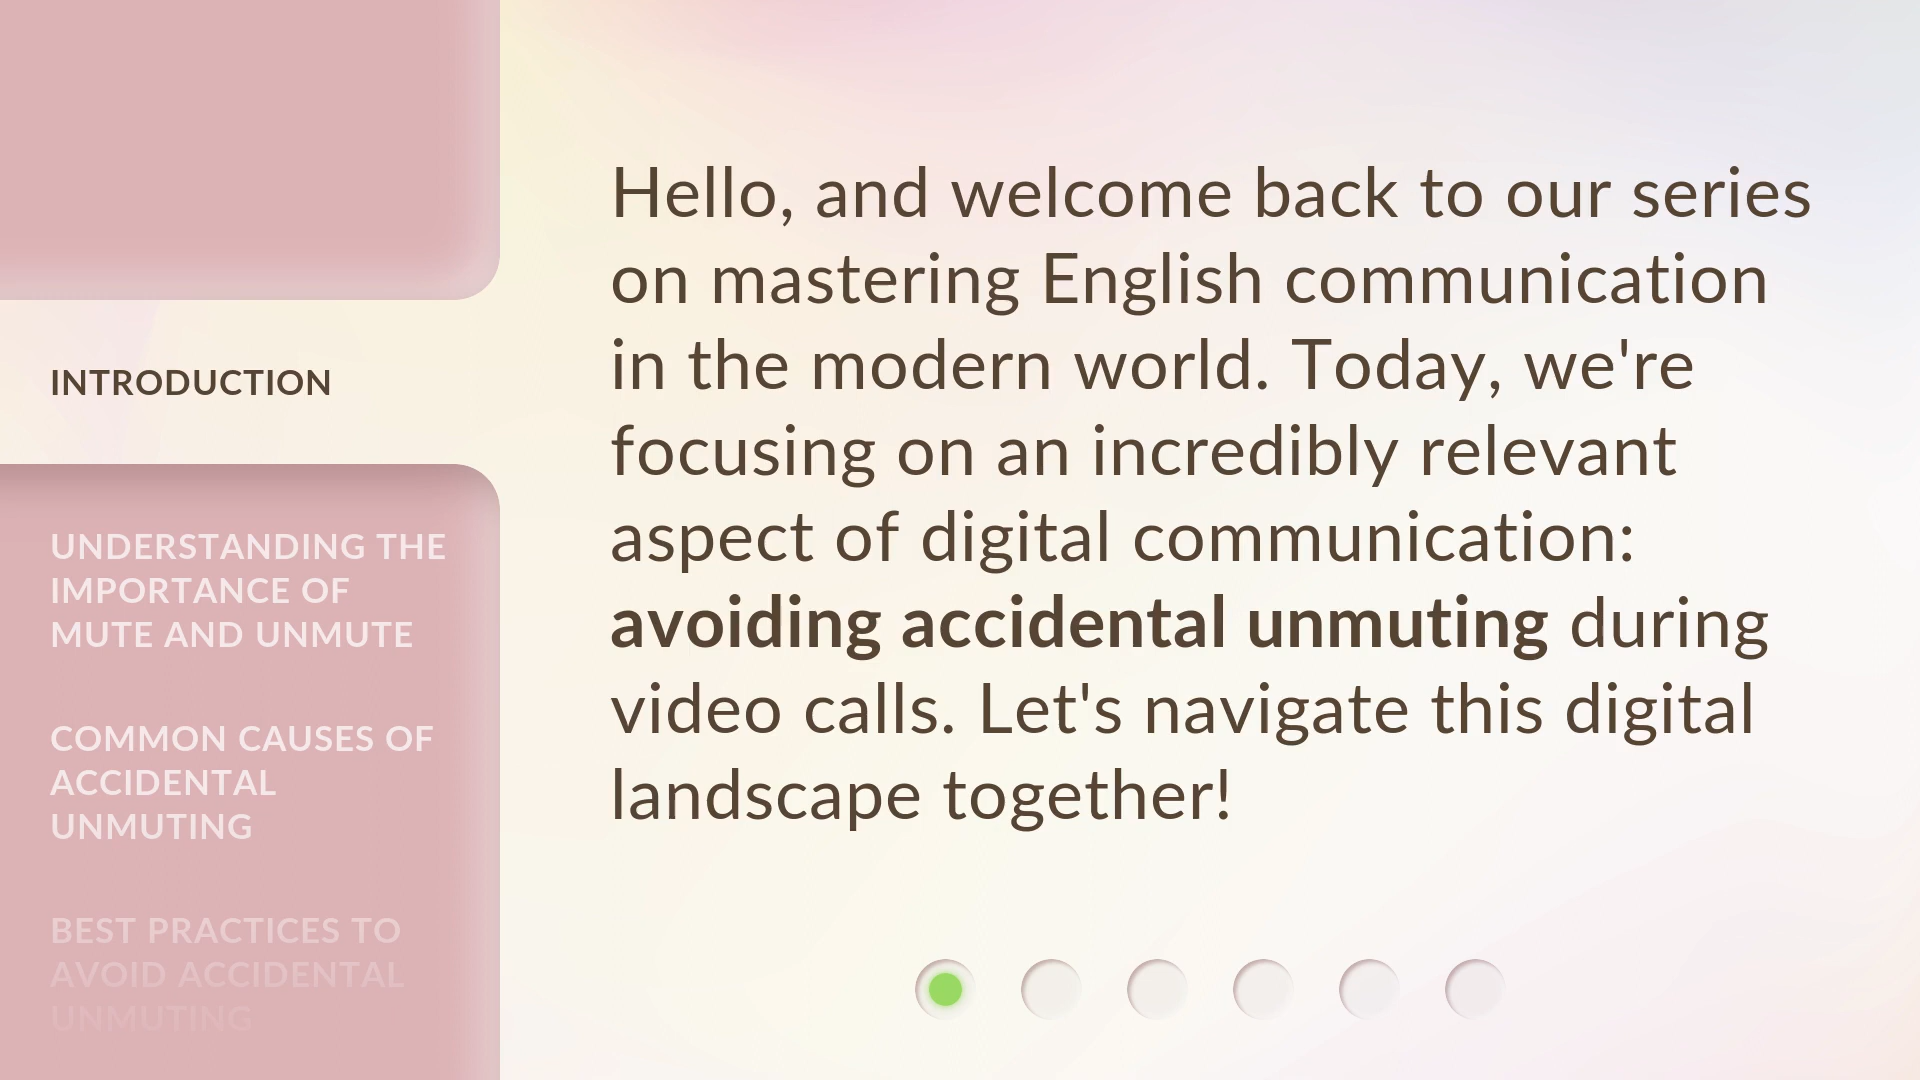 INTRODUCTION
UNDERSTANDING THE
IMPORTANCE OF
MUTE AND UNMUTE
COMMON CAUSES OF
ACCIDENTAL
UNMUTING
BEST PRACTICES TO
AVOID ACCIDENTAL
UNMUTING
Hello, and welcome back to our series
on mastering English communication
in the modern world. Today, we're
focusing on an incredibly relevant
aspect of digital communication:
avoiding accidental unmuting during
video calls. Let's navigate this digital
landscape together!